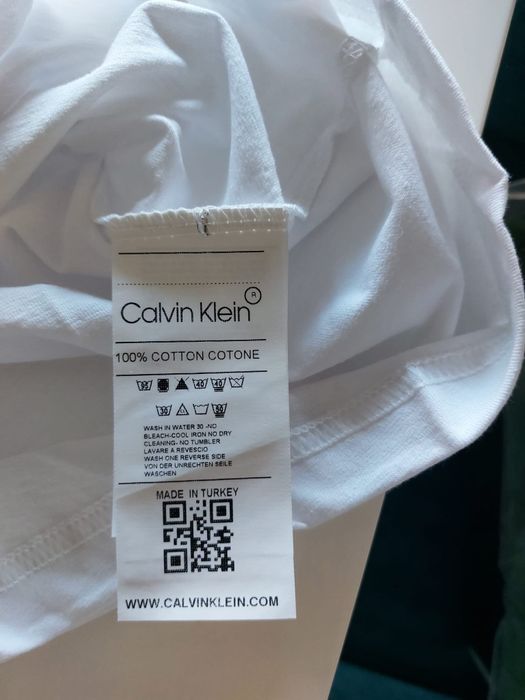 Calvin Klein®
100% COTTON COTONE
WASH IN WATER 30 -NO
BLEACH-COOL IRON NO DRY
CLEANING- NO TUMBLER
LAVARE A REVESCIO
WASH ONE REVERSE SIDE
VON DER UNRECHTEN SEILE
WASCHEN
MADE IN TURKEY
WWW.CALVINKLEIN.COM